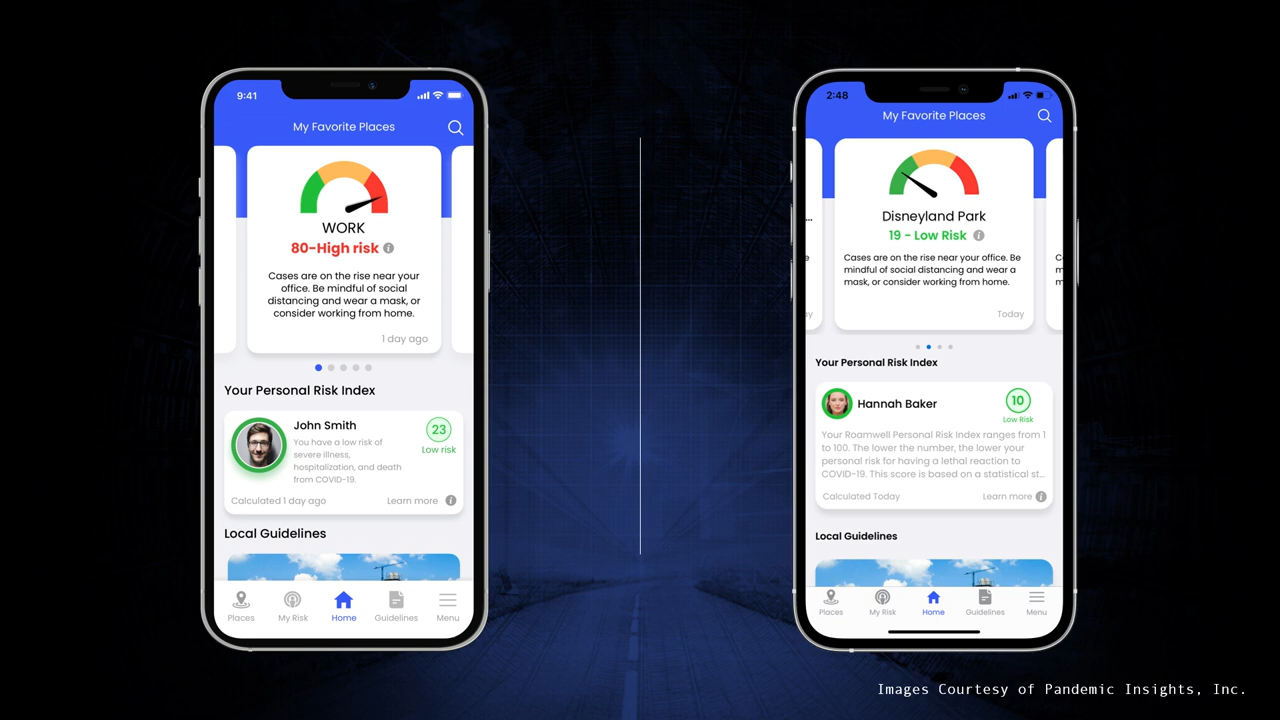 9:41
My Favorite Places
WORK
80-High risk
Cases are on the rise near your
office. Be mindful of social
distancing and wear a mask, or
consider working from home.
1 day ago
Your Personal Risk Index
John Smith
23
Low risk
You have a low risk of
severe illness,
hospitalization, and death
from COVID-19.
Calculated 1 day ago
Learn more
Local Guidelines
Places
My Risk
Home
Guidelines
Menu
2:48
My Favorite Places
Disneyland Park
19 - Low Risk
Cases are on the rise near your office. Be
mindful of social distancing and wear a
mask, or consider working from home.
Today
Your Personal Risk Index
Hannah Baker
10
Low Risk
Your Roamwell Personal Risk Index ranges from 1
to 100. The lower the number, the lower your
personal risk for having a lethal reaction to
COVID-19. This score is based on a statistical st...
Calculated Today
Learn more
Local Guidelines
Places
My Risk
Home
Guidelines
Menu
Images Courtesy of Pandemic Insights, Inc.